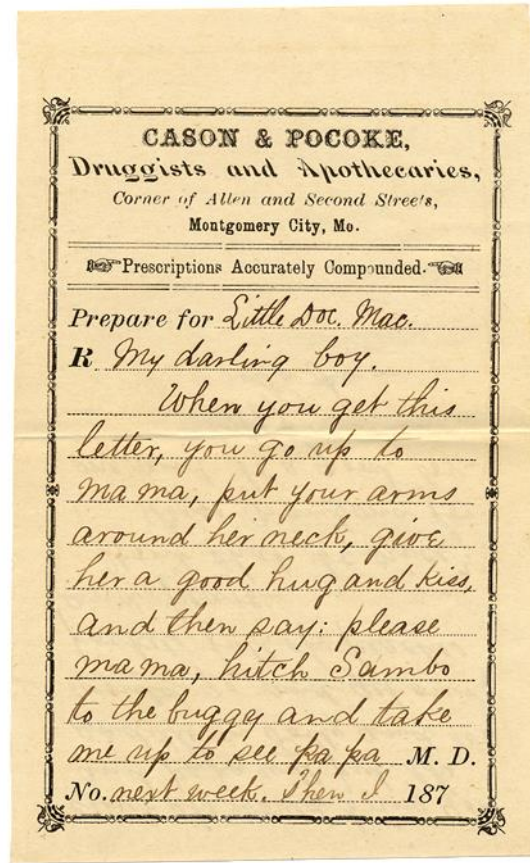 CASON & POCOKE,
Druggists and Apothecaries,
Corner of Allen and Second Streets,
Montgomery City, Mo.
Prescriptions Accurately Compounded.
Prepare for Little Doc. Mac.
R My darling boy.
When you get this
letter, you go up to
ma ma, put your arms
around her neck, give
her a good hug and kiss,
and then say: please
ma ma, hitch Sambo
to the buggy and take
me up to see pa pa M. D.
No. next week. Then I 187